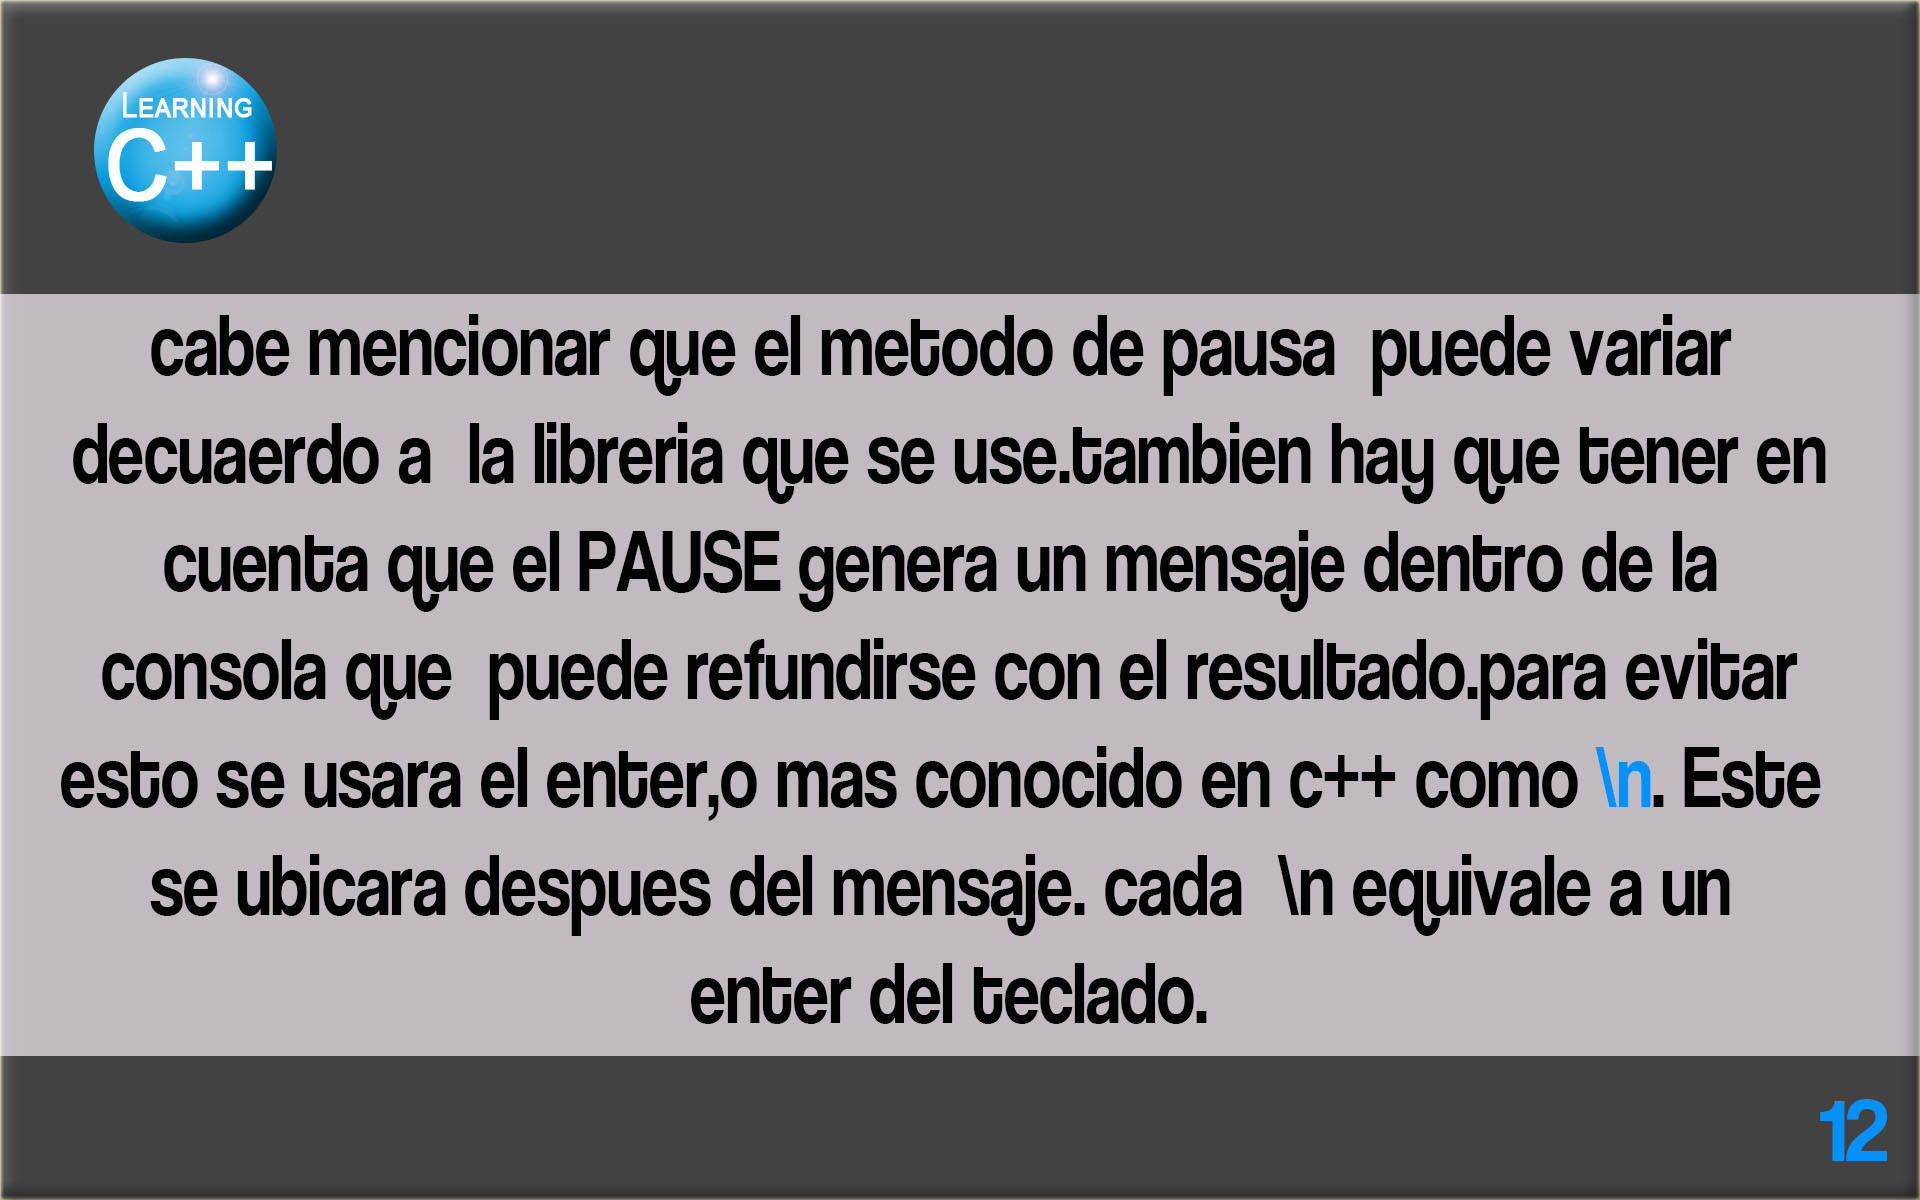 LEARNING
C++
cabe mencionar que el metodo de pausa  puede variar
decuaerdo a  la libreria que se use.tambien hay que tener en
cuenta que el PAUSE genera un mensaje dentro de la
consola que  puede refundirse con el resultado.para evitar
esto se usara el enter,o mas conocido en c++ como \n. Este
se ubicara despues del mensaje. cada  \n equivale a un
enter del teclado.
12